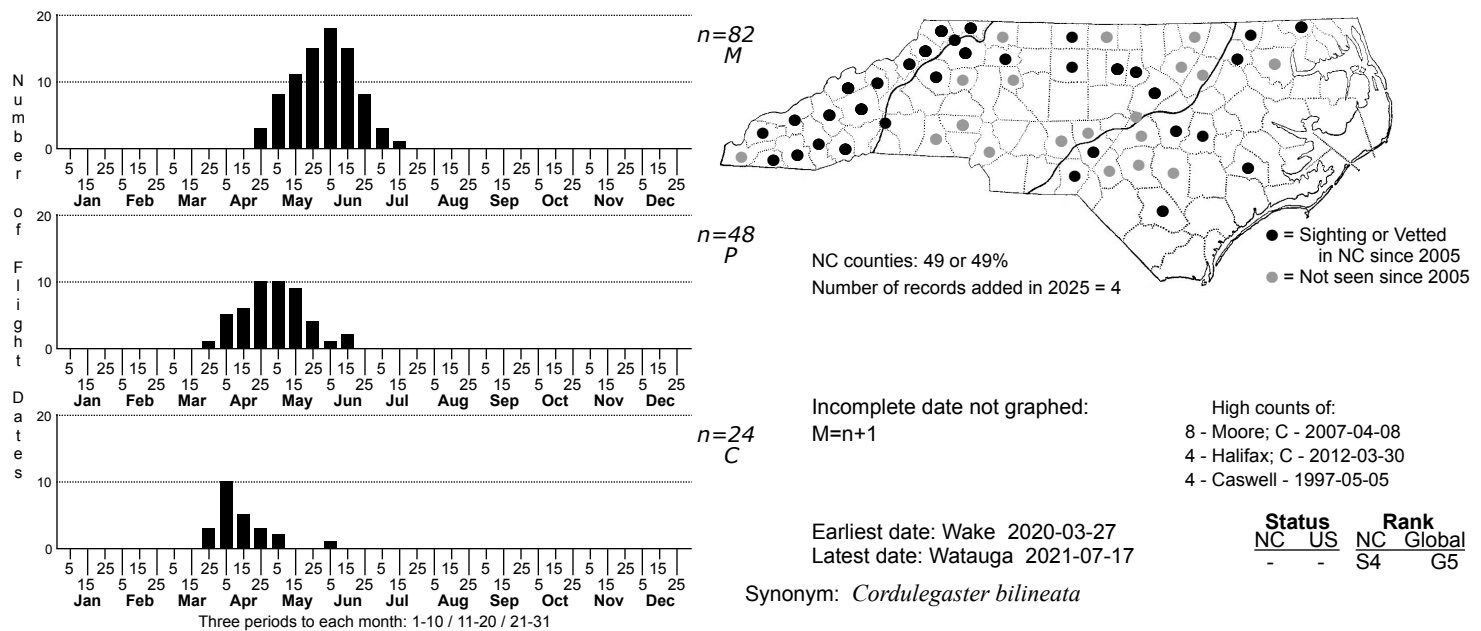 Number of Flight Dates
20
10
0
n=82
M
5 25 15 5 25 15 5 25 15 5 25 15 5 25 15 5 25 15
15 5 25 15 5 25 15 5 25 15 5 25 15 5 25 15 5 25
Jan Feb Mar Apr May Jun Jul Aug Sep Oct Nov Dec
20
10
0
n=48
P
5 25 15 5 25 15 5 25 15 5 25 15 5 25 15 5 25 15
15 5 25 15 5 25 15 5 25 15 5 25 15 5 25 15 5 25
Jan Feb Mar Apr May Jun Jul Aug Sep Oct Nov Dec
20
10
0
n=24
C
5 25 15 5 25 15 5 25 15 5 25 15 5 25 15 5 25 15
15 5 25 15 5 25 15 5 25 15 5 25 15 5 25 15 5 25
Jan Feb Mar Apr May Jun Jul Aug Sep Oct Nov Dec
Three periods to each month: 1-10 / 11-20 / 21-31
NC counties: 49 or 49%
Number of records added in 2025 = 4
= Sighting or Vetted
in NC since 2005
= Not seen since 2005
Incomplete date not graphed:
M=n+1
High counts of:
8 - Moore; C - 2007-04-08
4 - Halifax; C - 2012-03-30
4 - Caswell - 1997-05-05
Earliest date: Wake 2020-03-27
Latest date: Watauga 2021-07-17
Status Rank
NC US NC Global
- - S4 G5
Synonym: Cordulegaster bilineata